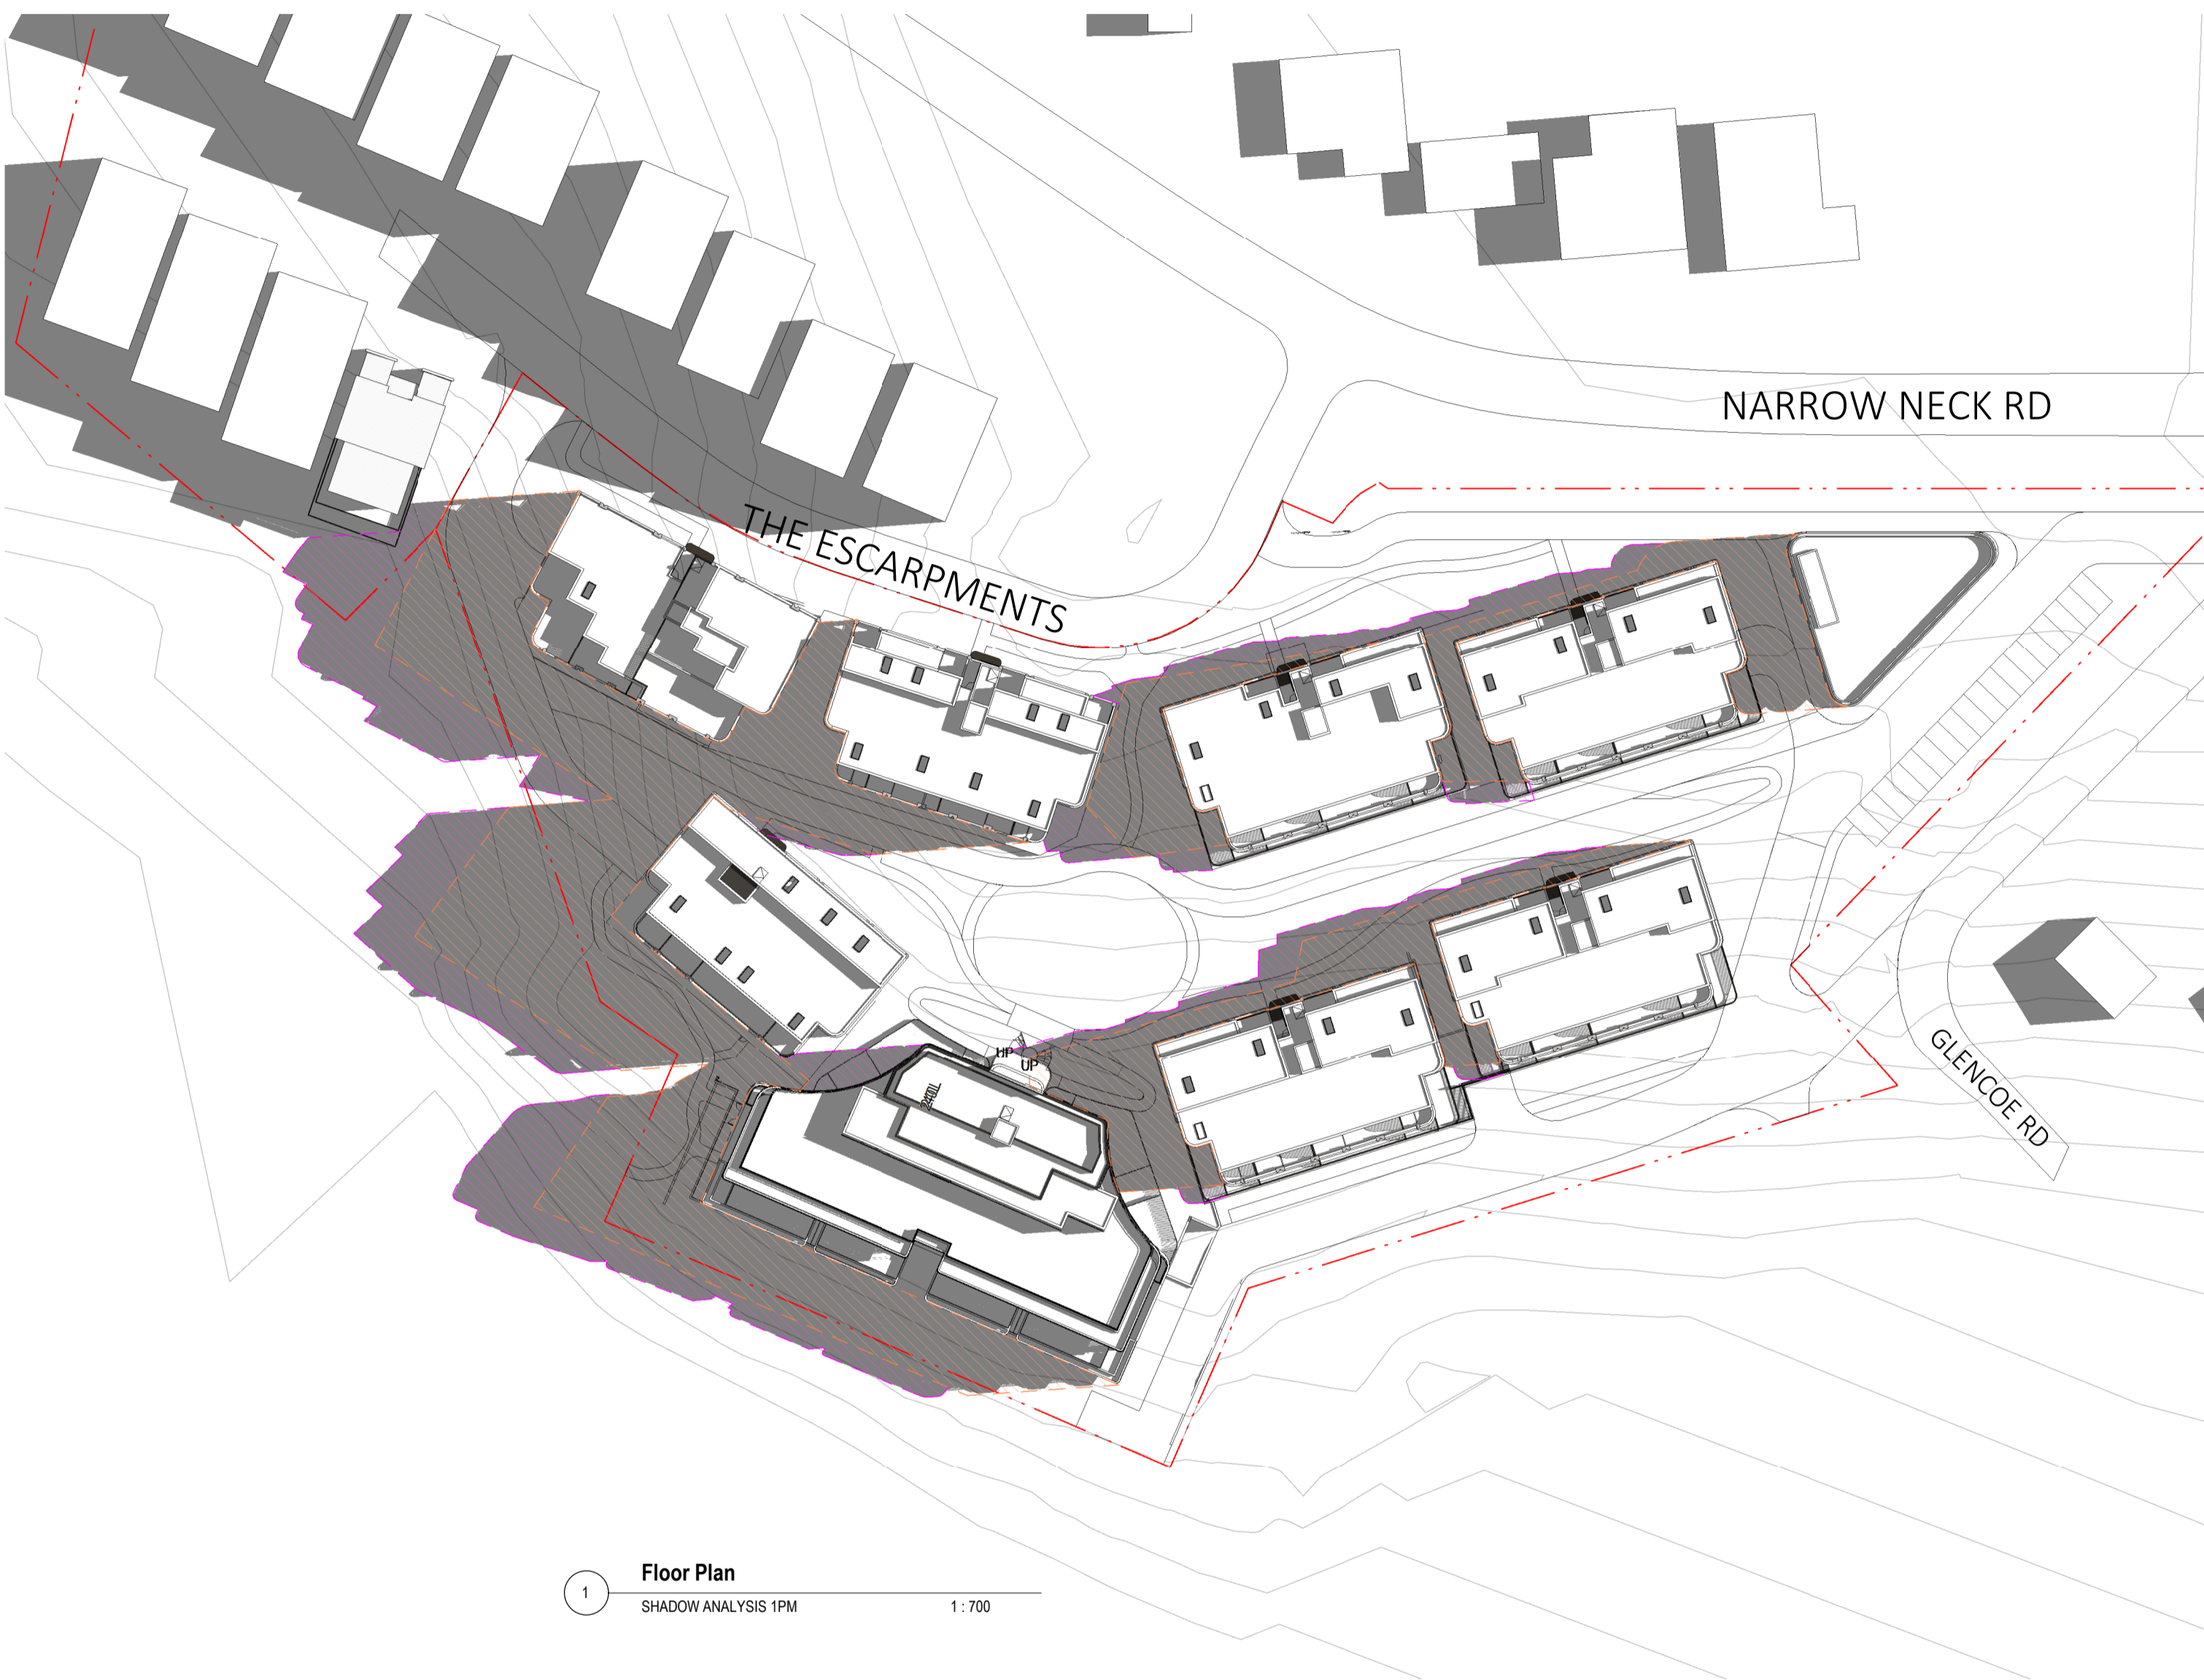 NARROW NECK RD
THE ESCARPMENTS
UP
UP
GLENCOE RD
1
Floor Plan
SHADOW ANALYSIS 1PM 1 : 700